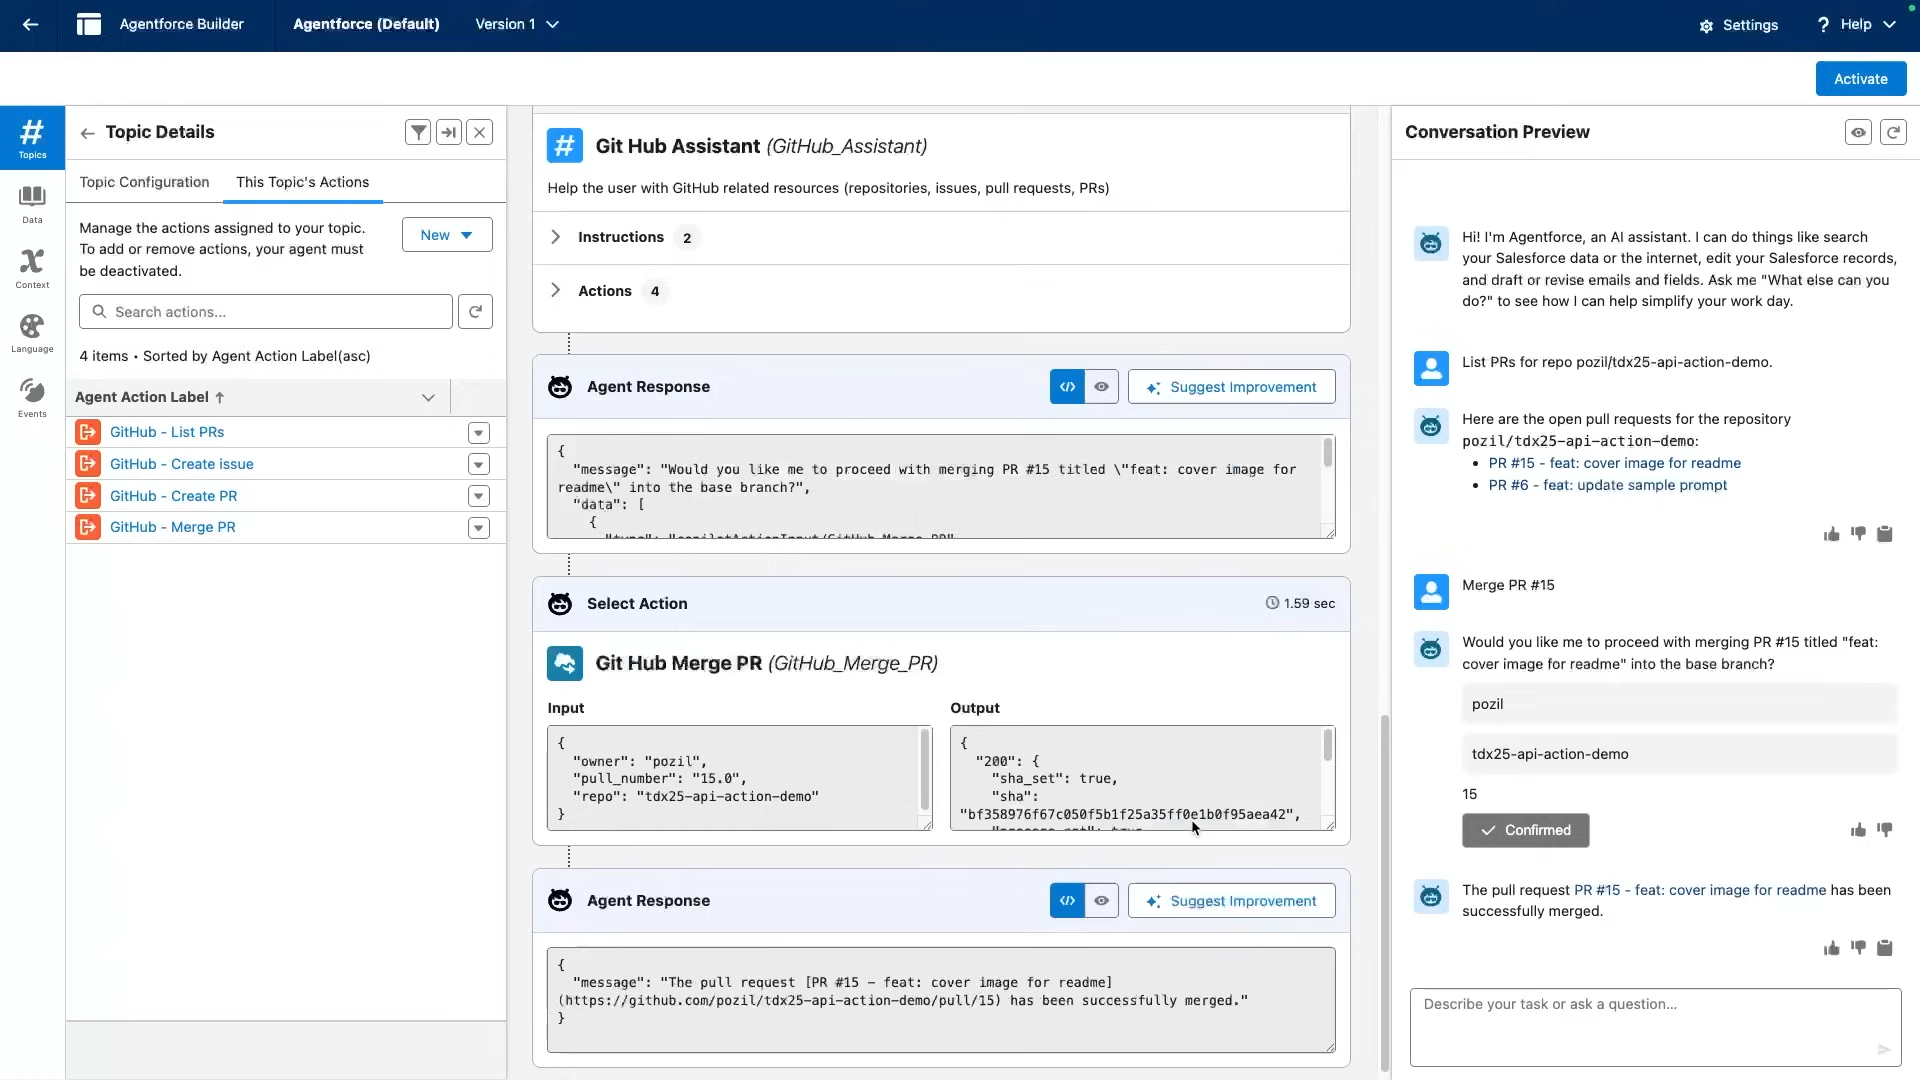 Agentforce Builder
Agentforce (Default)
Version 1
Settings
? Help
Activate
Topics
Data
Context
Language
Events
Topic Details
Topic Configuration
This Topic's Actions
Manage the actions assigned to your topic.
To add or remove actions, your agent must
be deactivated.
New
Search actions...
4 items • Sorted by Agent Action Label(asc)
Agent Action Label ↑
GitHub - List PRs
GitHub - Create issue
GitHub - Create PR
GitHub - Merge PR
Git Hub Assistant (GitHub_Assistant)
Help the user with GitHub related resources (repositories, issues, pull requests, PRs)
Instructions 2
Actions 4
Agent Response
</> 
Suggest Improvement
{
"message": "Would you like me to proceed with merging PR #15 titled \"feat: cover image for
readme\" into the base branch?",
"data": [
{
Select Action
1.59 sec
Git Hub Merge PR (GitHub_Merge_PR)
Input
{
"owner": "pozil",
"pull_number": "15.0",
"repo": "tdx25-api-action-demo"
}
Output
{
"200": {
"sha_set": true,
"sha":
"bf358976f67c050f5b1f25a35ff0e1b0f95aea42",
Agent Response
</>
Suggest Improvement
{
"message": "The pull request [PR #15 - feat: cover image for readme]
(https://github.com/pozil/tdx25-api-action-demo/pull/15) has been successfully merged."
}
Conversation Preview
Hi! I'm Agentforce, an AI assistant. I can do things like search
your Salesforce data or the internet, edit your Salesforce records,
and draft or revise emails and fields. Ask me "What else can you
do?" to see how I can help simplify your work day.
List PRs for repo pozil/tdx25-api-action-demo.
Here are the open pull requests for the repository
pozil/tdx25-api-action-demo:
• PR #15 - feat: cover image for readme
• PR #6 - feat: update sample prompt
Merge PR #15
Would you like me to proceed with merging PR #15 titled "feat:
cover image for readme" into the base branch?
pozil
tdx25-api-action-demo
15
Confirmed
The pull request PR #15 - feat: cover image for readme has been
successfully merged.
Describe your task or ask a question...